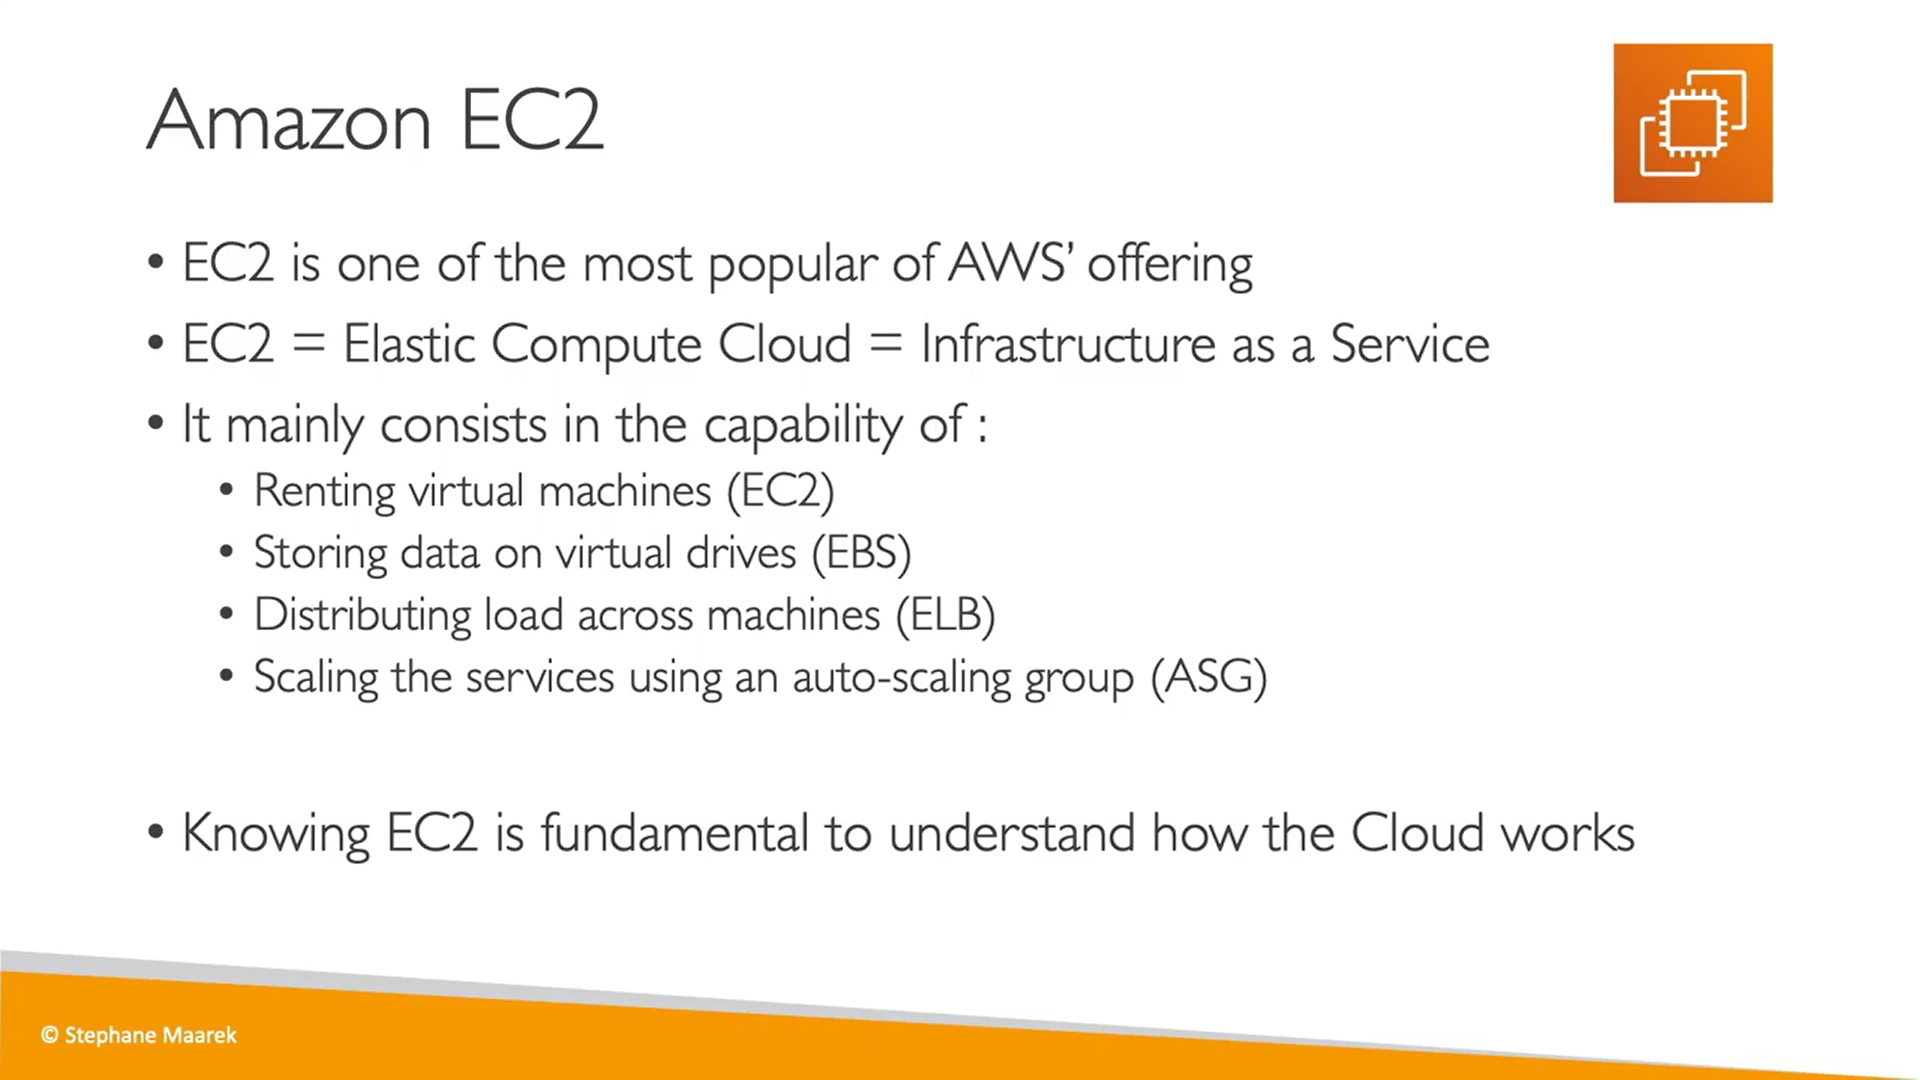 Amazon EC2
• EC2 is one of the most popular of AWS’ offering
• EC2 = Elastic Compute Cloud = Infrastructure as a Service
• It mainly consists in the capability of :
• Renting virtual machines (EC2)
• Storing data on virtual drives (EBS)
• Distributing load across machines (ELB)
• Scaling the services using an auto-scaling group (ASG)
• Knowing EC2 is fundamental to understand how the Cloud works
© Stephane Maarek